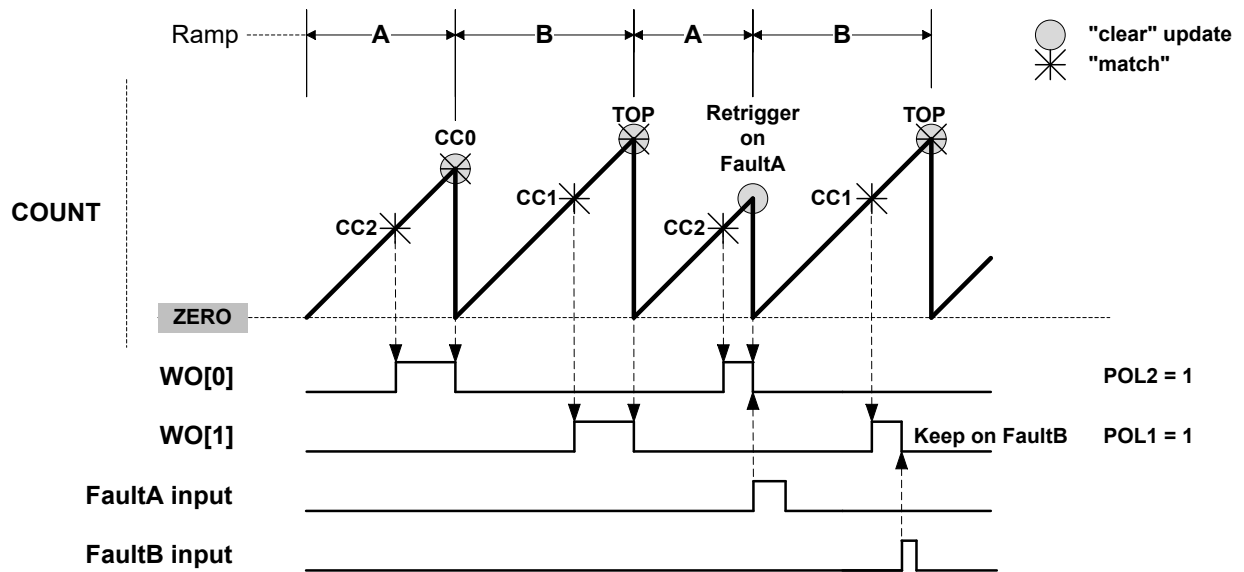 Ramp
A
B
A
B
"clear" update
"match"
CC0
TOP
Retrigger
on
FaultA
TOP
CC2
CC1
CC2
CC1
COUNT
ZERO
WO[0]
POL2 = 1
WO[1]
Keep on FaultB
POL1 = 1
FaultA input
FaultB input